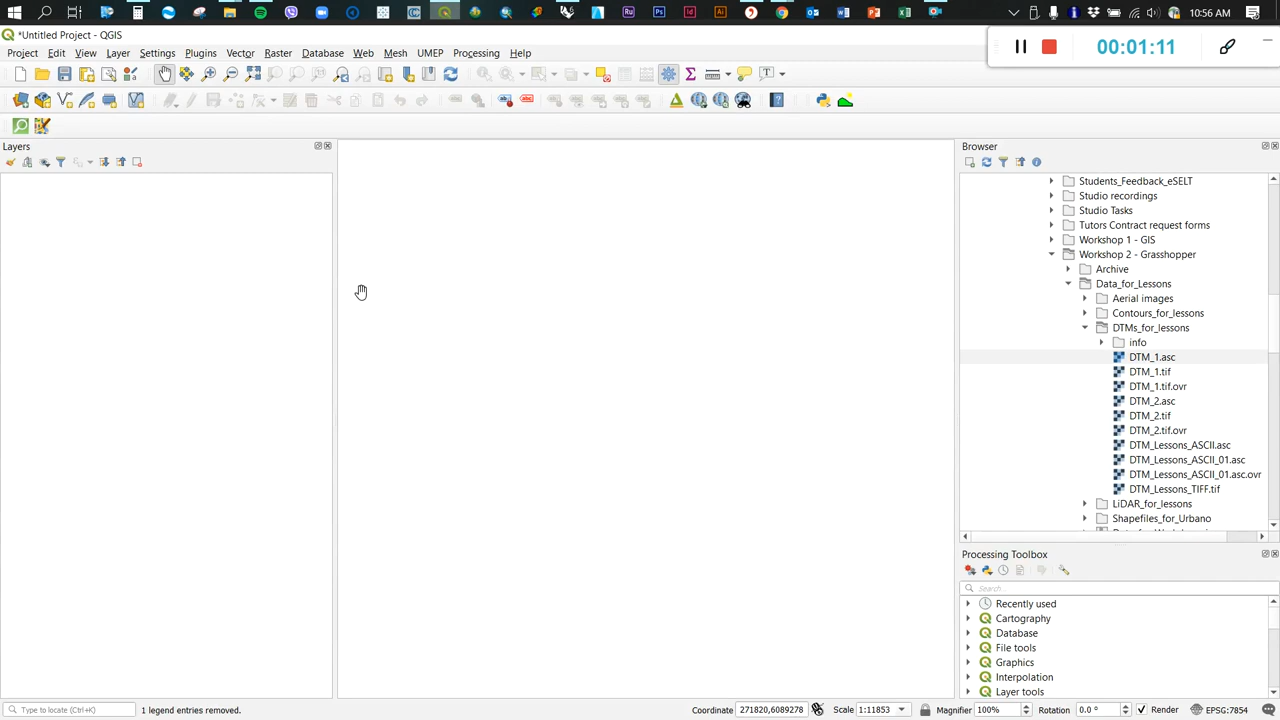 10:56 AM
*Untitled Project - QGIS
00:01:11
Project Edit View Layer Settings Plugins Vector Raster Database Web Mesh UMEP Processing Help
Layers
Browser
Students_Feedback_eSELT
Studio recordings
Studio Tasks
Tutors Contract request forms
Workshop 1 - GIS
Workshop 2 - Grasshopper
Archive
Data_for_Lessons
Aerial images
Contours_for_lessons
DTMs_for_lessons
info
DTM_1.asc
DTM_1.tif
DTM_1.tif.ovr
DTM_2.asc
DTM_2.tif
DTM_2.tif.ovr
DTM_Lessons_ASCII.asc
DTM_Lessons_ASCII_01.asc
DTM_Lessons_ASCII_01.asc.ovr
DTM_Lessons_TIFF.tif
LiDAR_for_lessons
Shapefiles_for_Urbano
Processing Toolbox
Search
Recently used
Cartography
Database
File tools
Graphics
Interpolation
Layer tools
Type to locate (Ctrl+K) 1 legend entries removed. Coordinate 271820,6089278 Scale 1:11853 Magnifier 100% Rotation 0.0 ° Render EPSG:7854